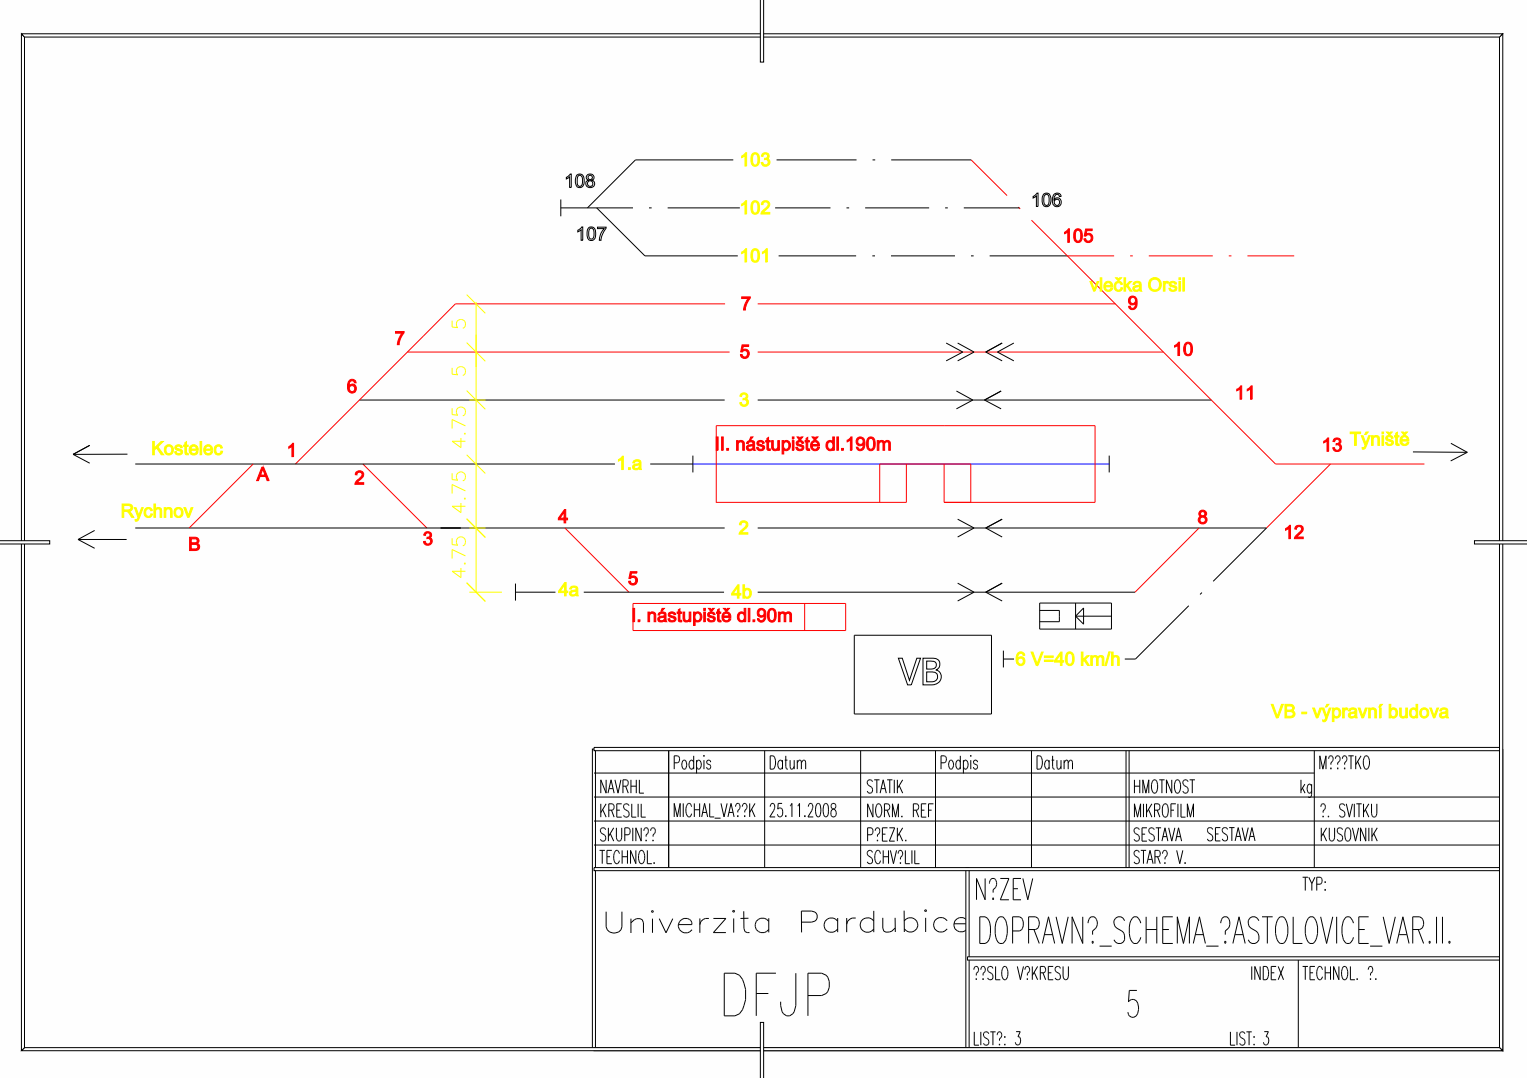 103
108
102
106
107
105
101
vlečka Orsil
7
9
5
7
5
10
5
6
3
11
4.75
II. nástupiště dl.190m
13
Týniště
Kostelec
1
1.a
A
2
4.75
Rychnov
4
2
8
12
B
3
4.75
5
4a
4b
I. nástupiště dl.90m
VB
6 V=40 km/h
VB - výpravní budova
Podpis Datum Podpis Datum M???TKO
NAVRHL STATIK HMOTNOST kg
KRESLIL MICHAL_VA??K 25.11.2008 NORM. REF MIKROFILM ?. SVITKU
SKUPIN?? P?EZK. SESTAVA SESTAVA KUSOVNIK
TECHNOL. SCHV?LIL STAR? V.
N?ZEV TYP:
Univerzita Pardubice
DOPRAVN?_SCHEMA_?ASTOLOVICE_VAR.II.
??SLO V?KRESU INDEX TECHNOL. ?.
DFJP
5
LIST?: 3 LIST: 3